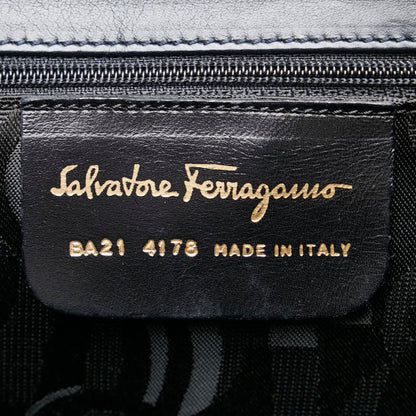 Salvatore Ferragamo
BA21 4178 MADE IN ITALY